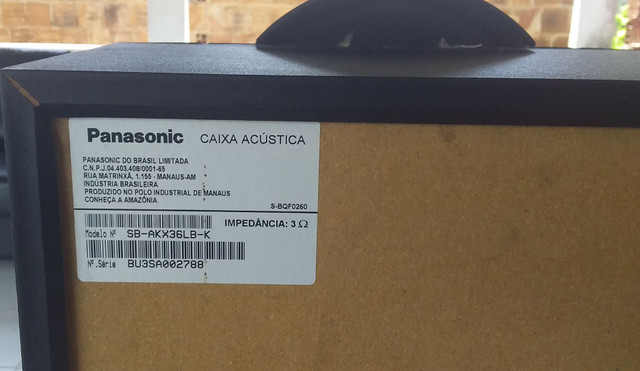 Panasonic CAIXA ACÚSTICA
PANASONIC DO BRASIL LIMITADA
C.N.P.J.04.403.408/0001-65
RUA MATRINXÃ, 1.155 - MANAUS-AM
INDÚSTRIA BRASILEIRA
PRODUZIDO NO POLO INDUSTRIAL DE MANAUS
CONHEÇA A AMAZÔNIA
S-BQF0260
IMPEDÂNCIA: 3 Ω
Modelo Nº SB-AKX36LB-K
Nº.Série BU3SA002788